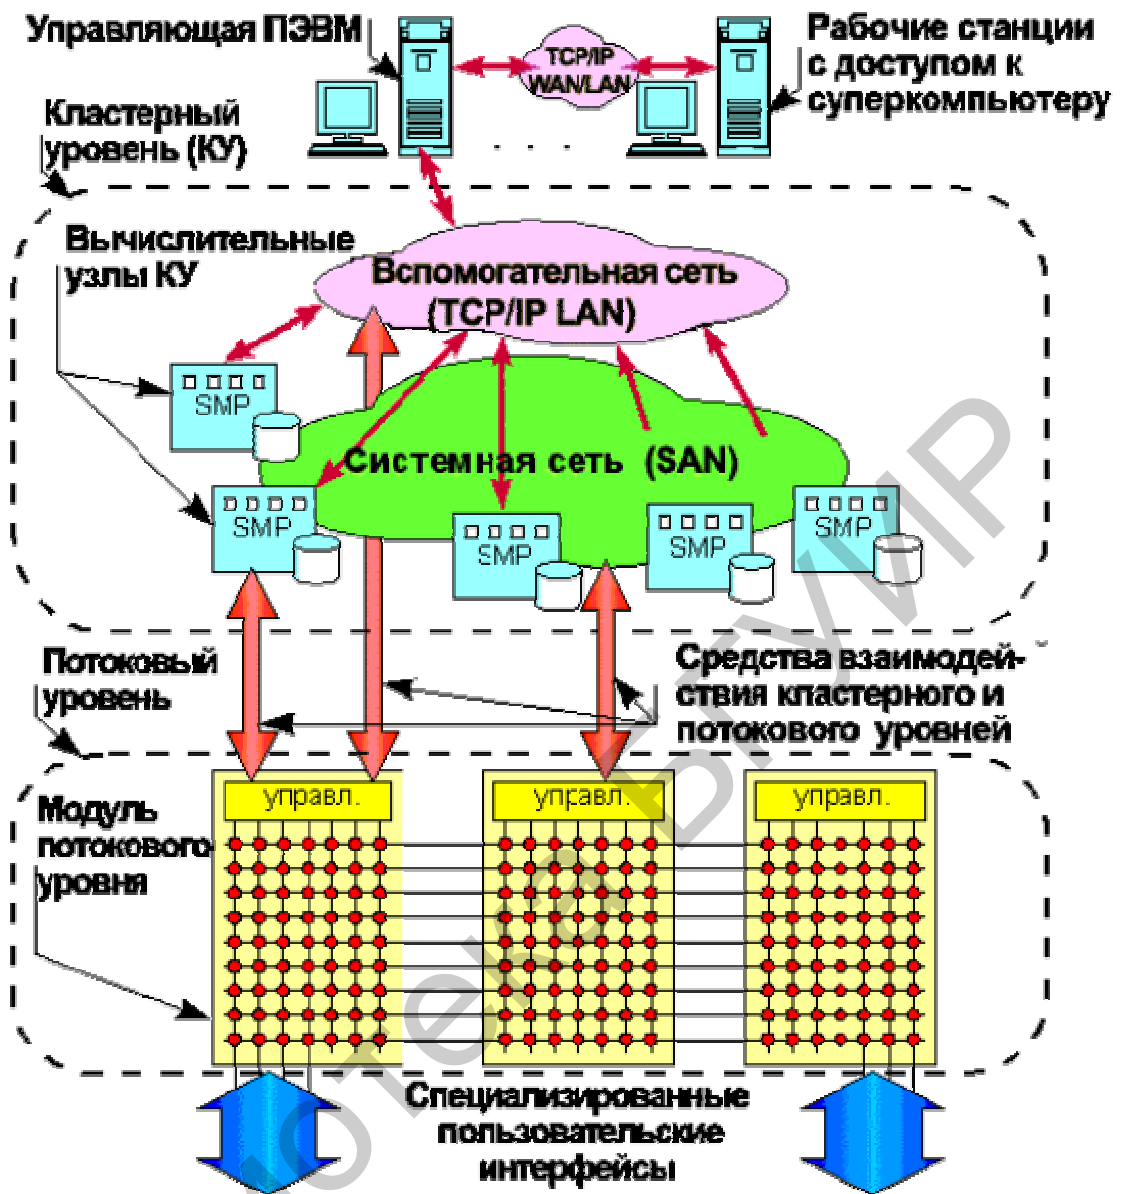 Управляющая ПЭВМ
TCP/IP
WAN/LAN
Рабочие станции
с доступом к
суперкомпьютеру
Кластерный
уровень (КУ)
. . .
Вычислительные
узлы КУ
Вспомогательная сеть
(TCP/IP LAN)
SMP
Системная сеть (SAN)
SMP
SMP
SMP
SMP
Потоковый
уровень
Средства взаимодей-
ствия кластерного и
потокового уровней
Модуль
потокового
уровня
управл.
управл.
управл.
Специализированные
пользовательские
интерфейсы
отека БГУИР